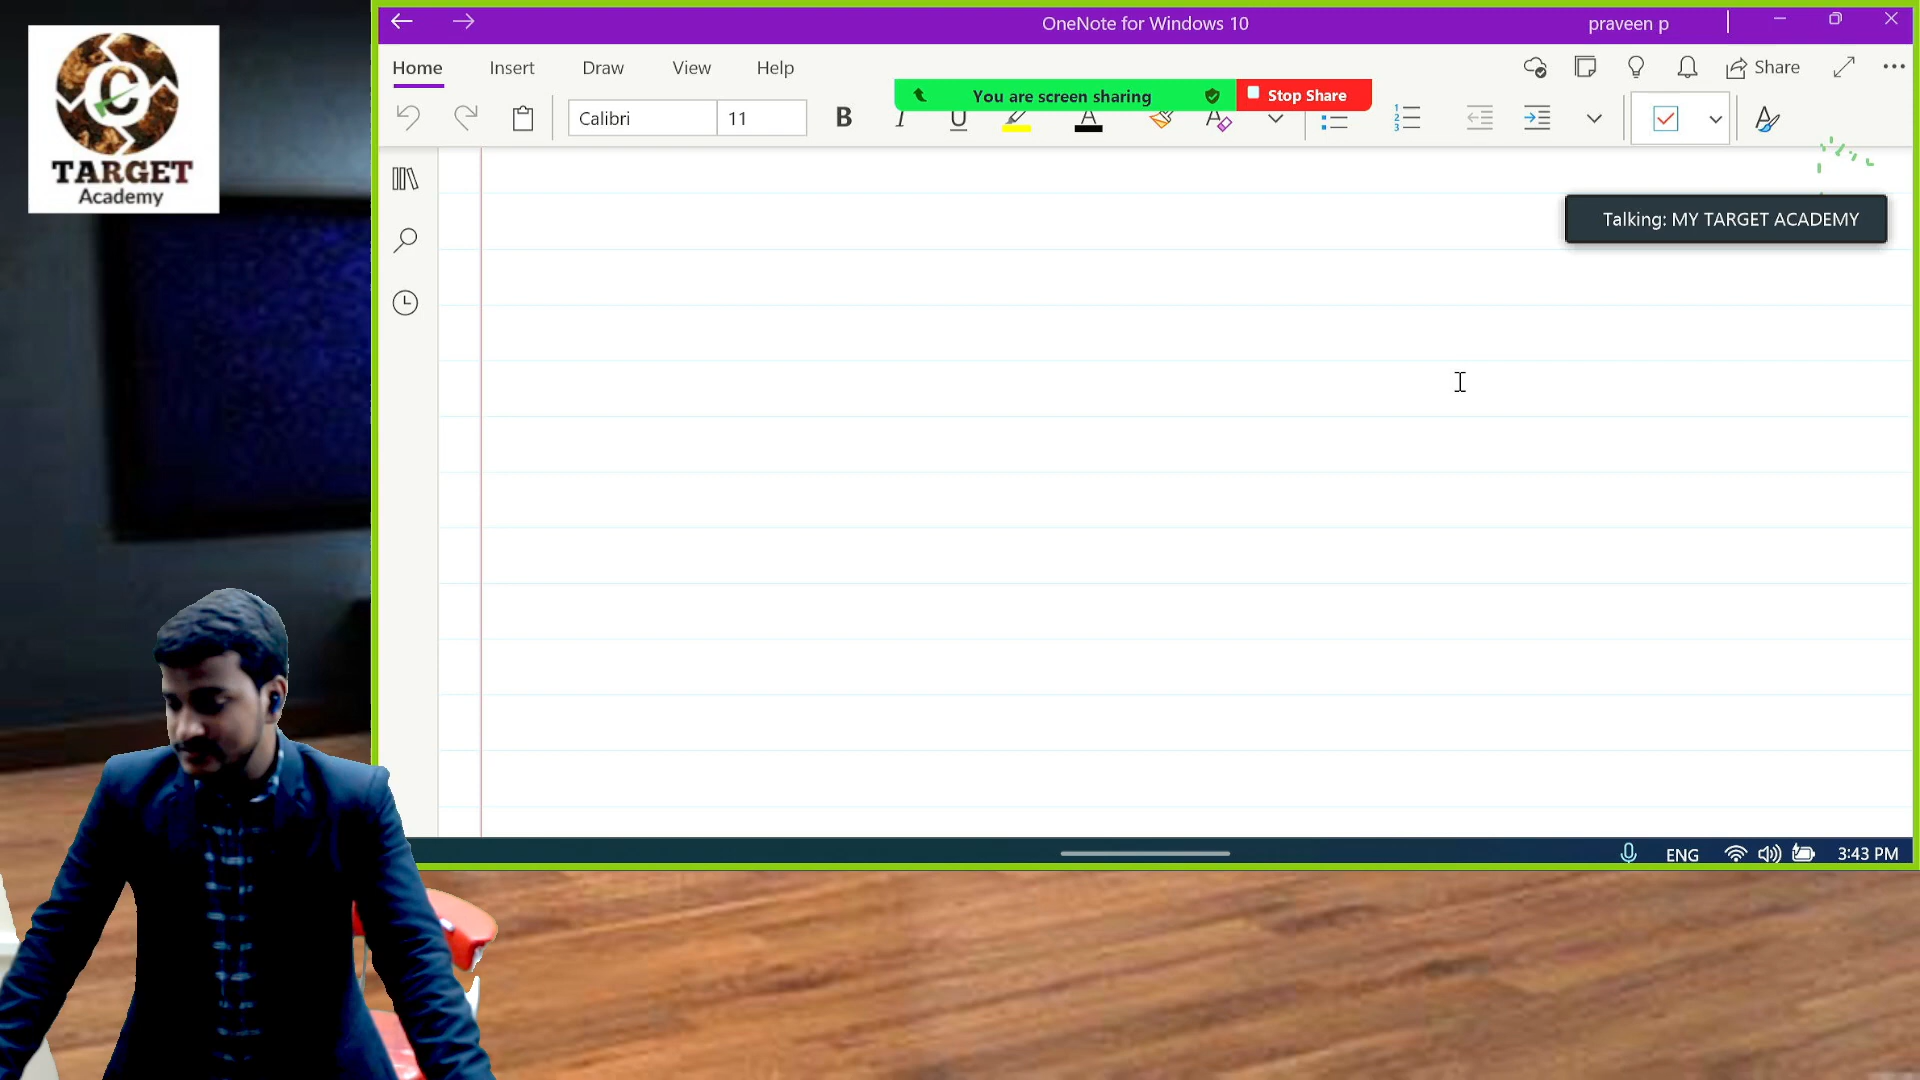 TARGET
Academy
OneNote for Windows 10
praveen p
Home
Insert
Draw
View
Help
Share
You are screen sharing
Stop Share
Calibri
11
B
I
U
A
A
Talking: MY TARGET ACADEMY
ENG
3:43 PM